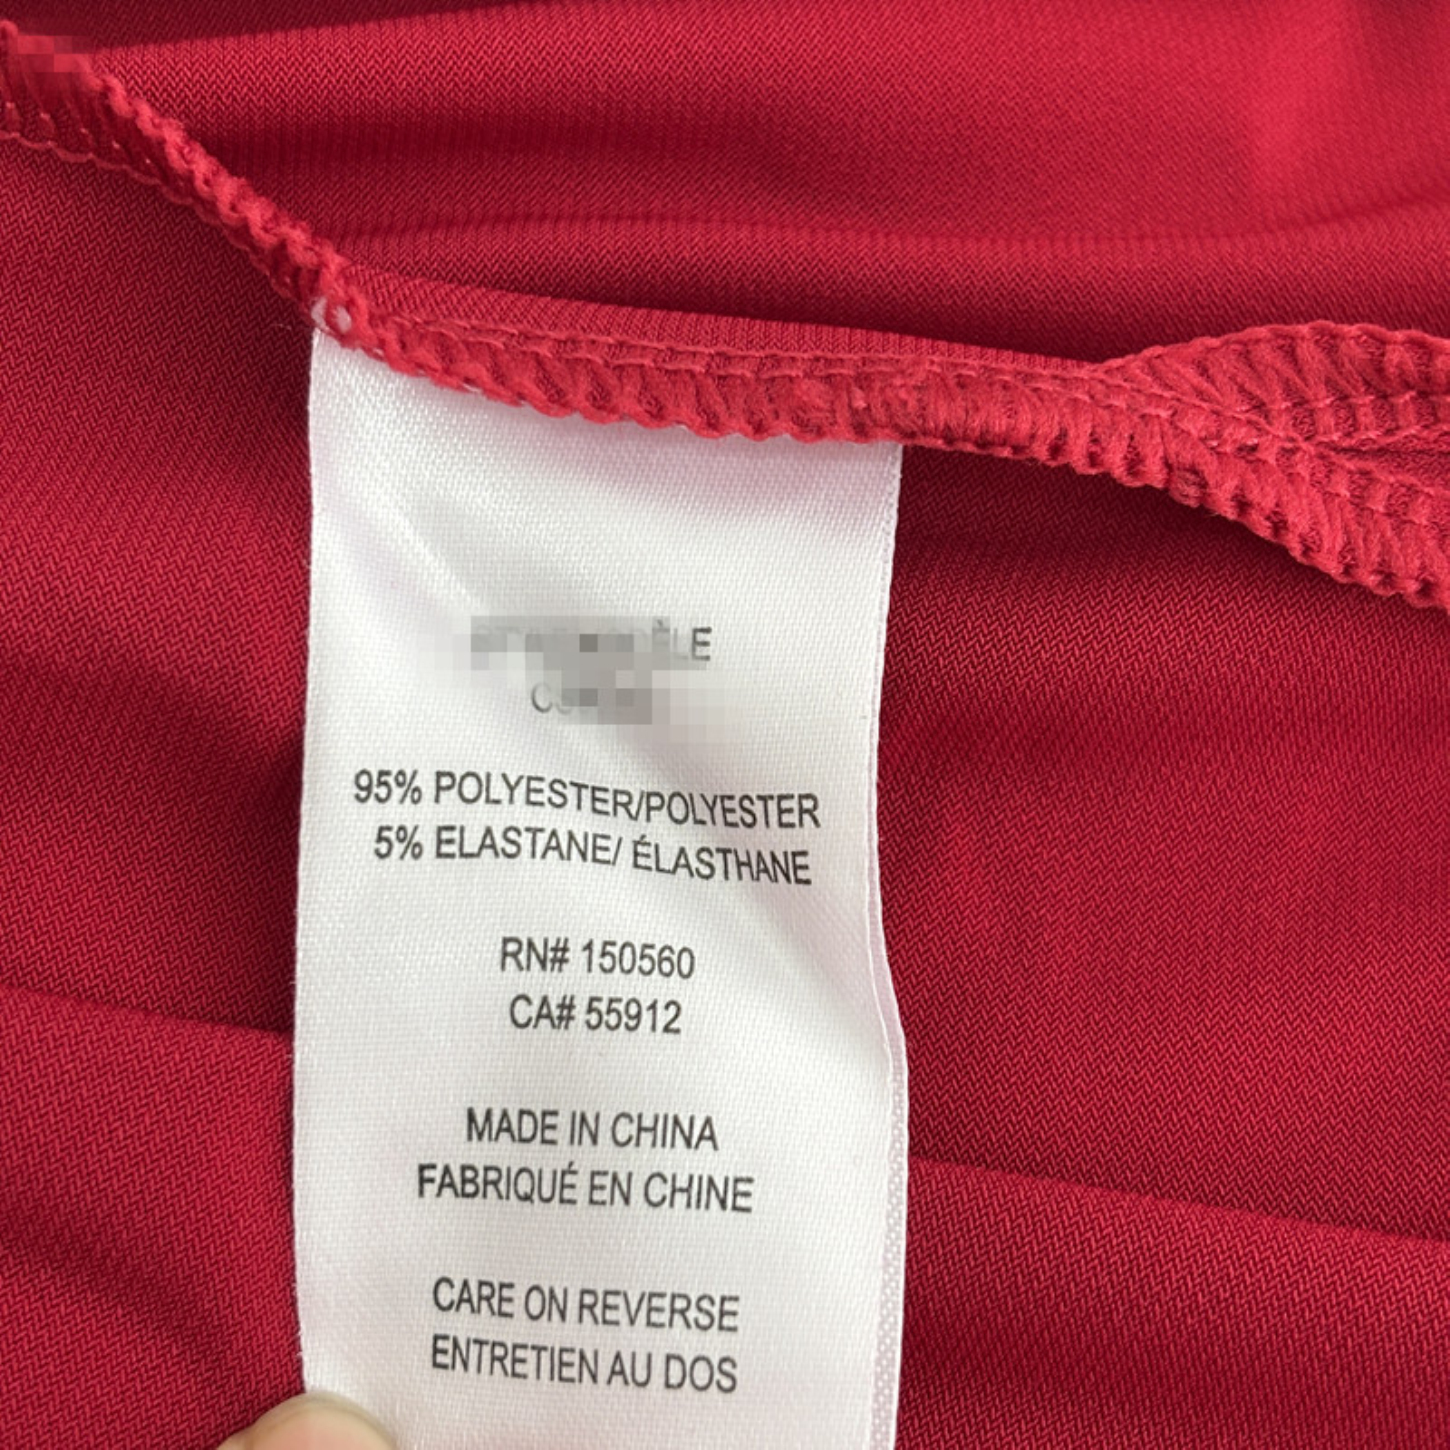 95% POLYESTER/POLYESTER
5% ELASTANE/ ÉLASTHANE
RN# 150560
CA# 55912
MADE IN CHINA
FABRIQUÉ EN CHINE
CARE ON REVERSE
ENTRETIEN AU DOS